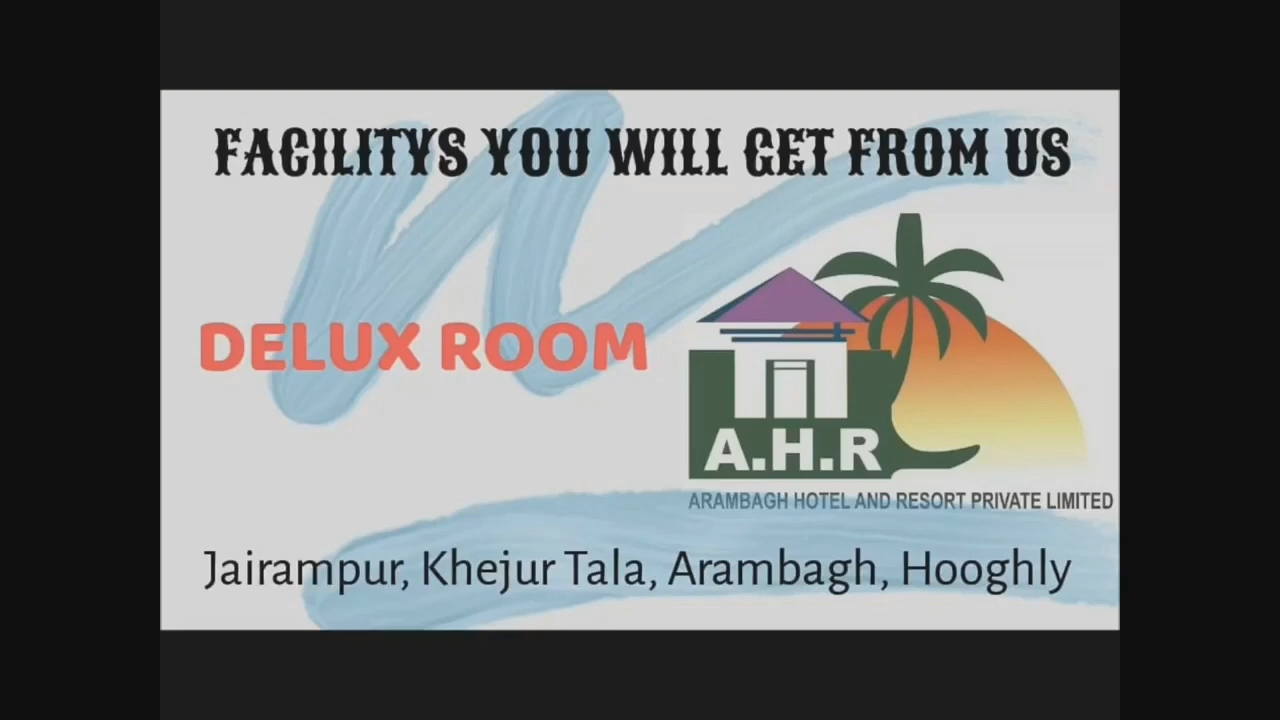 FACILITYS YOU WILL GET FROM US
DELUX ROOM
A.H.R
ARAMBAGH HOTEL AND RESORT PRIVATE LIMITED
Jairampur, Khejur Tala, Arambagh, Hooghly